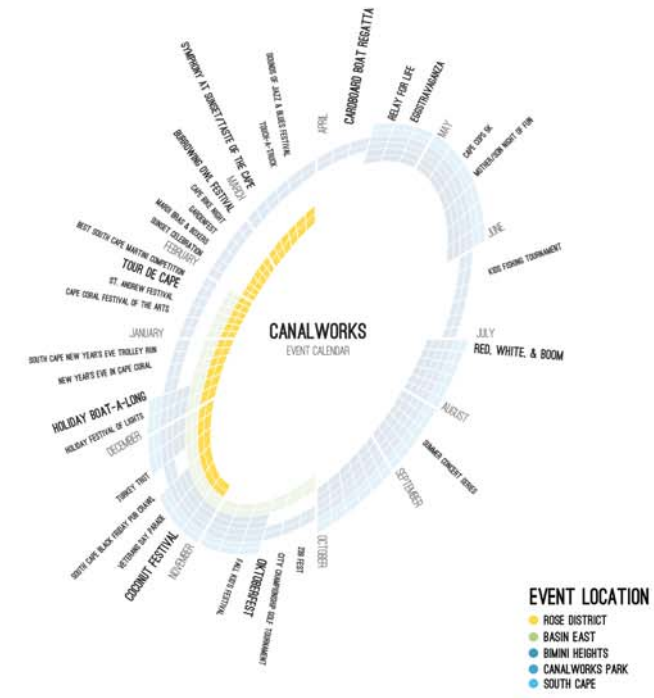 CANALWORKS
EVENT CALENDAR
APRIL
CARDBOARD BOAT REGATTA
RELAY FOR LIFE
EGGSTRAVAGANZA
MAY
CAPE COPS 5K
MOTHER/SON NIGHT OF FUN
JUNE
KIDS FISHING TOURNAMENT
JULY
RED, WHITE, & BOOM
AUGUST
SUMMER CONCERT SERIES
SEPTEMBER
OCTOBER
ZOO FEST
CITY CHAMPIONSHIP GOLF TOURNAMENT
OKTOBERFEST
FALL KID'S FESTIVAL
NOVEMBER
COCONUT FESTIVAL
VETERANS DAY PARADE
SOUTH CAPE BLACK FRIDAY PUB CRAWL
TURKEY TROT
DECEMBER
HOLIDAY FESTIVAL OF LIGHTS
HOLIDAY BOAT-A-LONG
NEW YEAR'S EVE IN CAPE CORAL
SOUTH CAPE NEW YEAR'S EVE TROLLEY RUN
JANUARY
CAPE CORAL FESTIVAL OF THE ARTS
ST. ANDREW FESTIVAL
TOUR DE CAPE
BEST SOUTH CAPE MARTINI COMPETITION
FEBRUARY
SUNSET CELEBRATION
MARDI GRAS & BOXERS
GARDENFEST
CAPE BIKE NIGHT
BURROWING OWL FESTIVAL
MARCH
SYMPHONY AT SUNSET/TASTE OF THE CAPE
TOUCH-A-TRUCK
SOUNDS OF JAZZ & BLUES FESTIVAL
EVENT LOCATION
ROSE DISTRICT
BASIN EAST
BIMINI HEIGHTS
CANALWORKS PARK
SOUTH CAPE